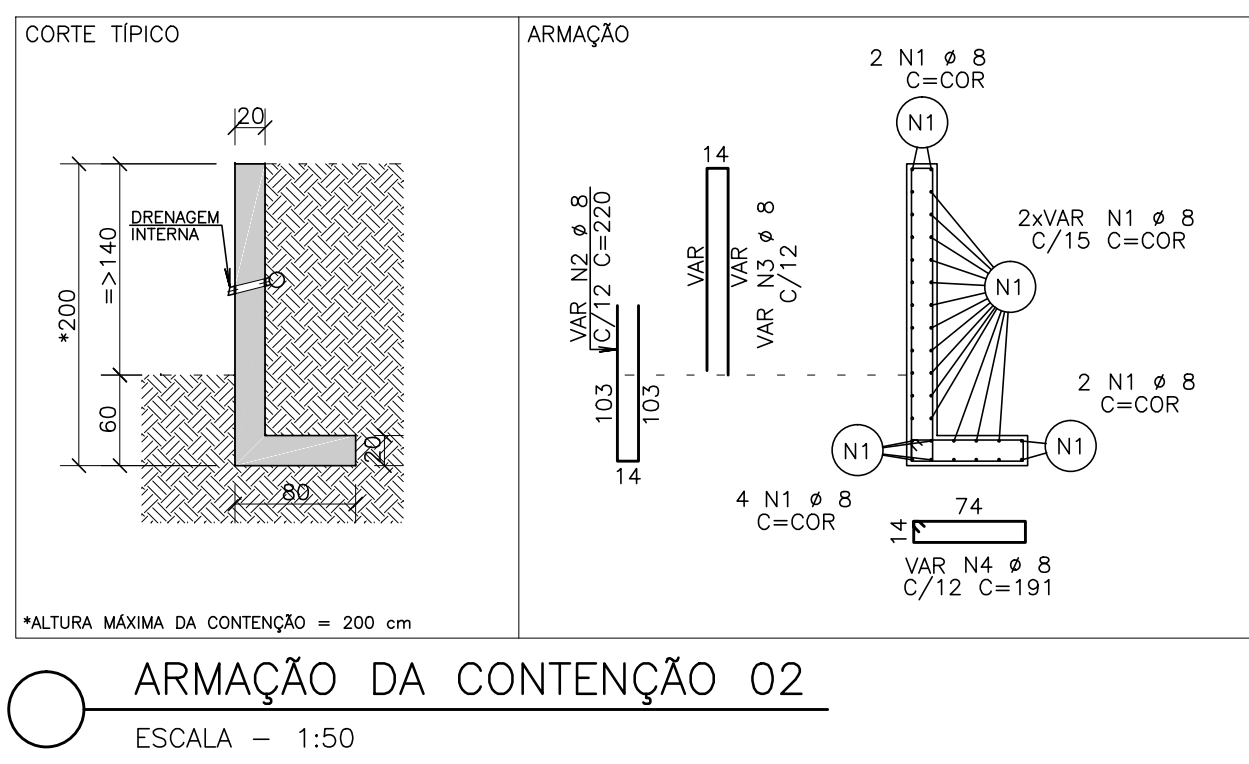 CORTE TÍPICO
20
DRENAGEM
INTERNA
*200
=>140
60
20
80
*ALTURA MÁXIMA DA CONTENÇÃO = 200 cm
ARMAÇÃO
2 N1 ø 8
C=COR
N1
14
VAR N2 ø 8
C/12 C=220
VAR
VAR
VAR N3 ø 8
C/12
2xVAR N1 ø 8
C/15 C=COR
N1
103
103
14
2 N1 ø 8
C=COR
N1
N1
4 N1 ø 8
C=COR
74
14
VAR N4 ø 8
C/12 C=191
ARMAÇÃO DA CONTENÇÃO 02
ESCALA - 1:50